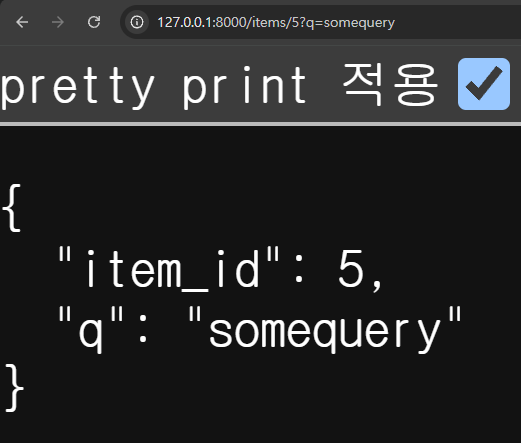 127.0.0.1:8000/items/5?q=somequery
pretty print 적용
{
  "item_id": 5,
  "q": "somequery"
}